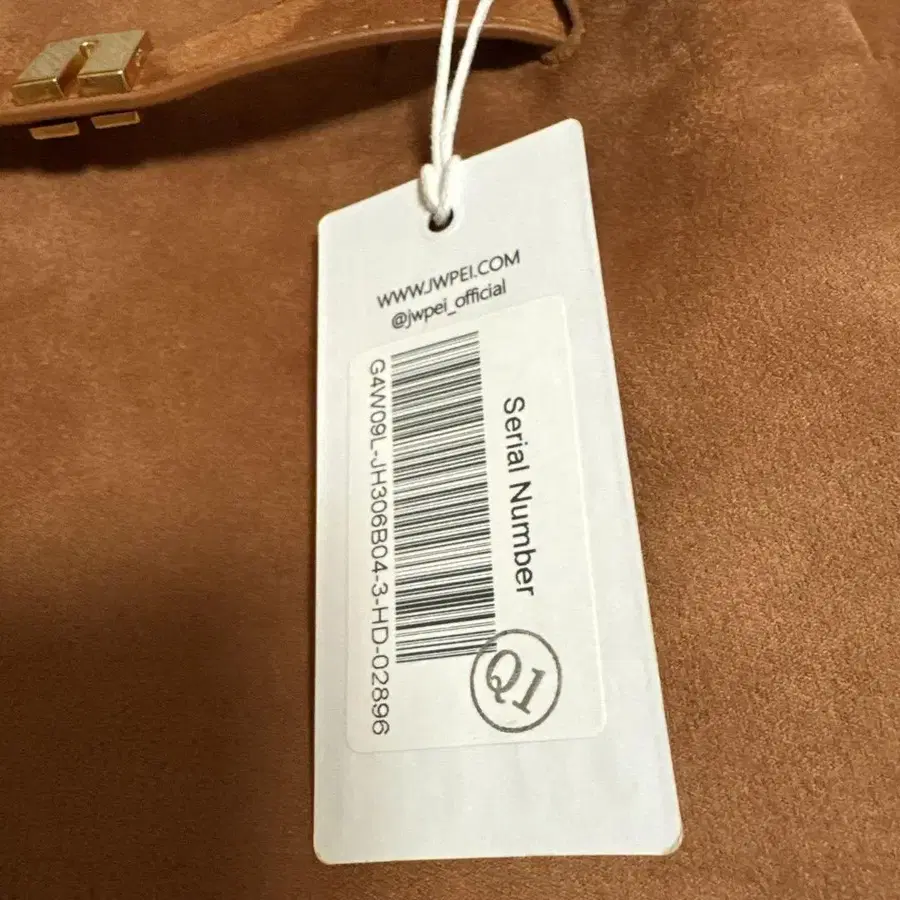 WWW.JWPEI.COM
@jwpei_official
Serial Number
G4W09L-JH306B04-3-HD-02896
Q1